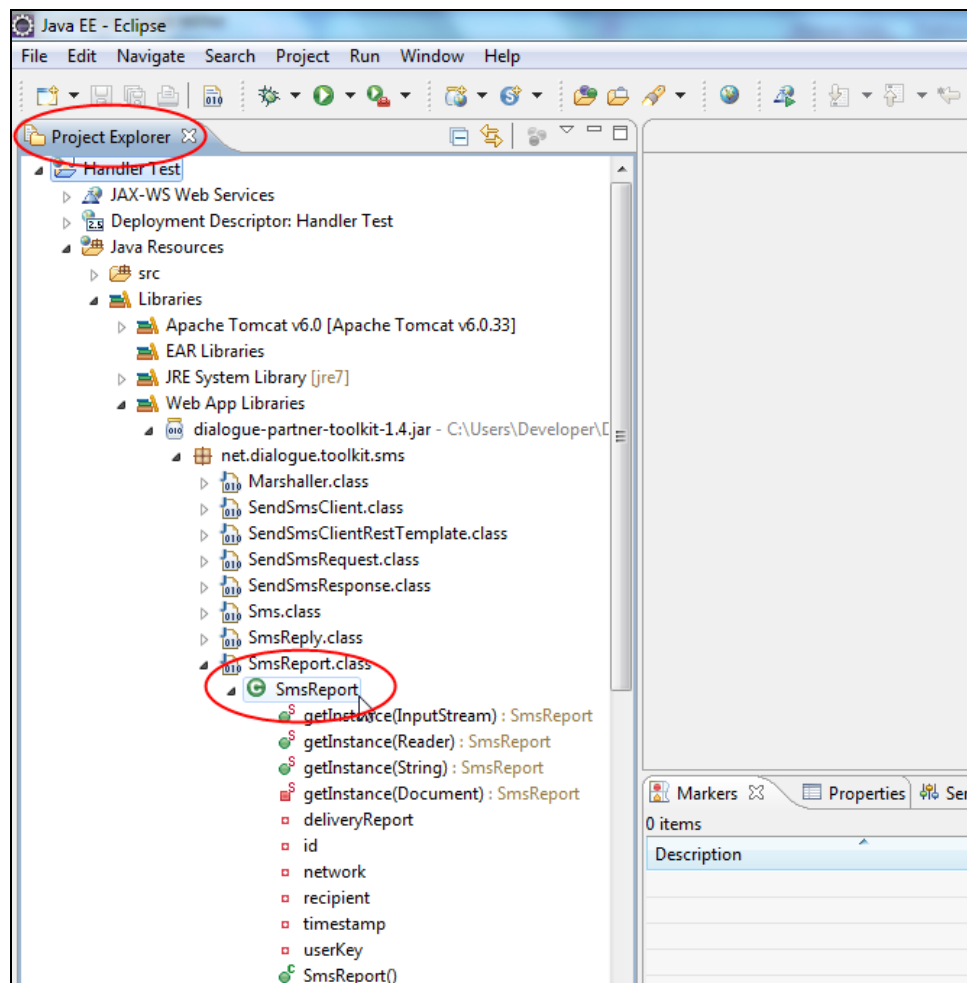 Java EE - Eclipse
File Edit Navigate Search Project Run Window Help
Project Explorer
Handler Test
JAX-WS Web Services
Deployment Descriptor: Handler Test
Java Resources
src
Libraries
Apache Tomcat v6.0 [Apache Tomcat v6.0.33]
EAR Libraries
JRE System Library [jre7]
Web App Libraries
dialogue-partner-toolkit-1.4.jar - C:\Users\Developer\D
net.dialogue.toolkit.sms
Marshaller.class
SendSmsClient.class
SendSmsClientRestTemplate.class
SendSmsRequest.class
SendSmsResponse.class
Sms.class
SmsReply.class
SmsReport.class
SmsReport
getInstance(InputStream) : SmsReport
getInstance(Reader) : SmsReport
getInstance(String) : SmsReport
getInstance(Document) : SmsReport
deliveryReport
id
network
recipient
timestamp
userKey
SmsReport()
Markers Properties Ser
0 items
Description